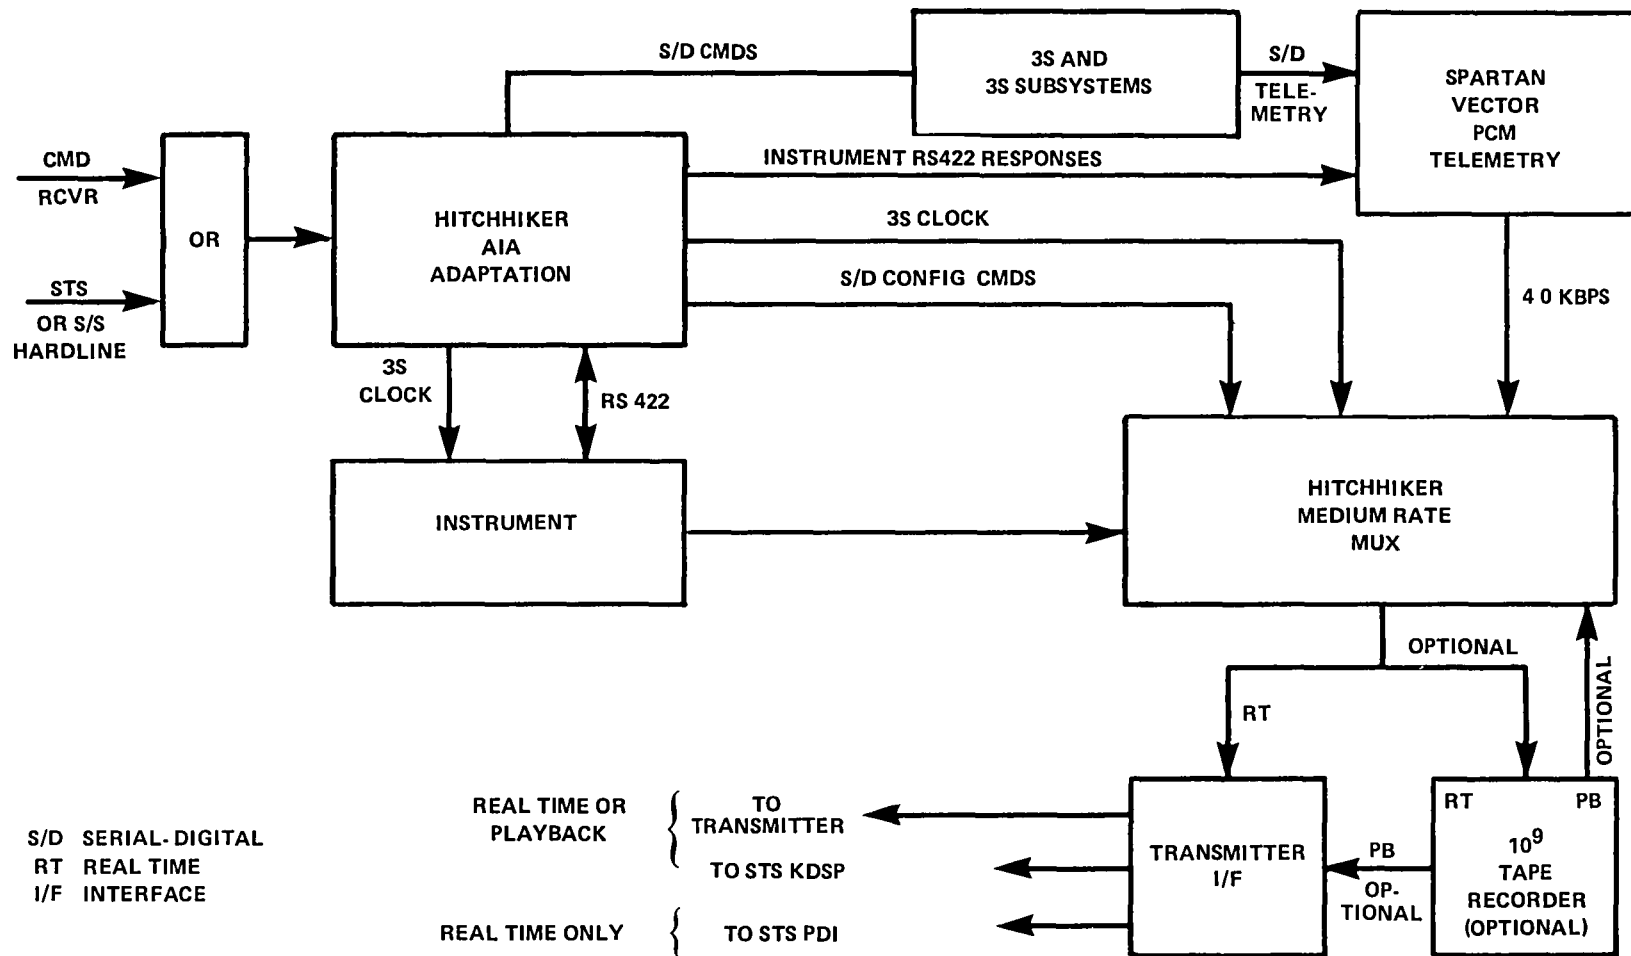 S/D CMDS
3S AND
3S SUBSYSTEMS
S/D
TELE-
METRY
SPARTAN
VECTOR
PCM
TELEMETRY
CMD
RCVR
STS
OR S/S
HARDLINE
OR
HITCHHIKER
AIA
ADAPTATION
INSTRUMENT RS422 RESPONSES
3S CLOCK
S/D CONFIG CMDS
4 0 KBPS
3S
CLOCK
RS 422
INSTRUMENT
HITCHHIKER
MEDIUM RATE
MUX
OPTIONAL
OPTIONAL
RT
REAL TIME OR
PLAYBACK
TO
TRANSMITTER
TO STS KDSP
REAL TIME ONLY
TO STS PDI
TRANSMITTER
I/F
PB
OP-
TIONAL
RT PB
10⁹
TAPE
RECORDER
(OPTIONAL)
S/D SERIAL-DIGITAL
RT REAL TIME
I/F INTERFACE